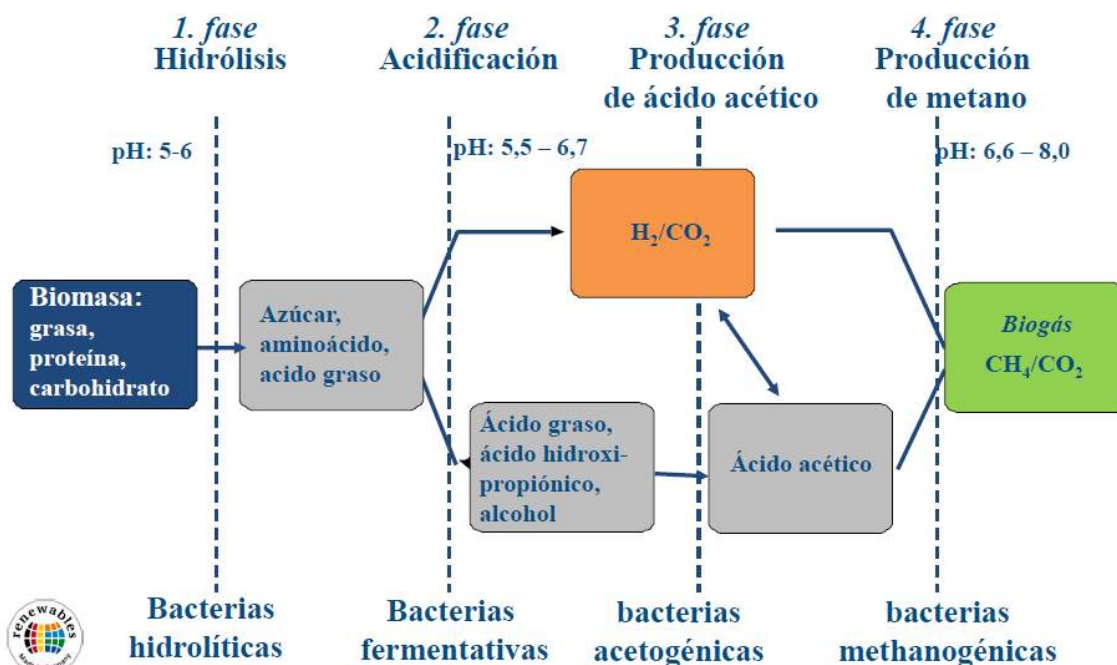 1. fase
Hidrólisis
2. fase
Acidificación
3. fase
Producción
de ácido acético
4. fase
Producción
de metano
pH: 5-6
pH: 5,5 – 6,7
pH: 6,6 – 8,0
H₂/CO₂
Biomasa:
grasa,
proteína,
carbohidrato
Azúcar,
aminoácido,
acido graso
Biogás
CH₄/CO₂
Ácido graso,
ácido hidroxi-
propiónico,
alcohol
Ácido acético
Bacterias
hidrolíticas
Bacterias
fermentativas
bacterias
acetogénicas
bacterias
methanogénicas
renewables